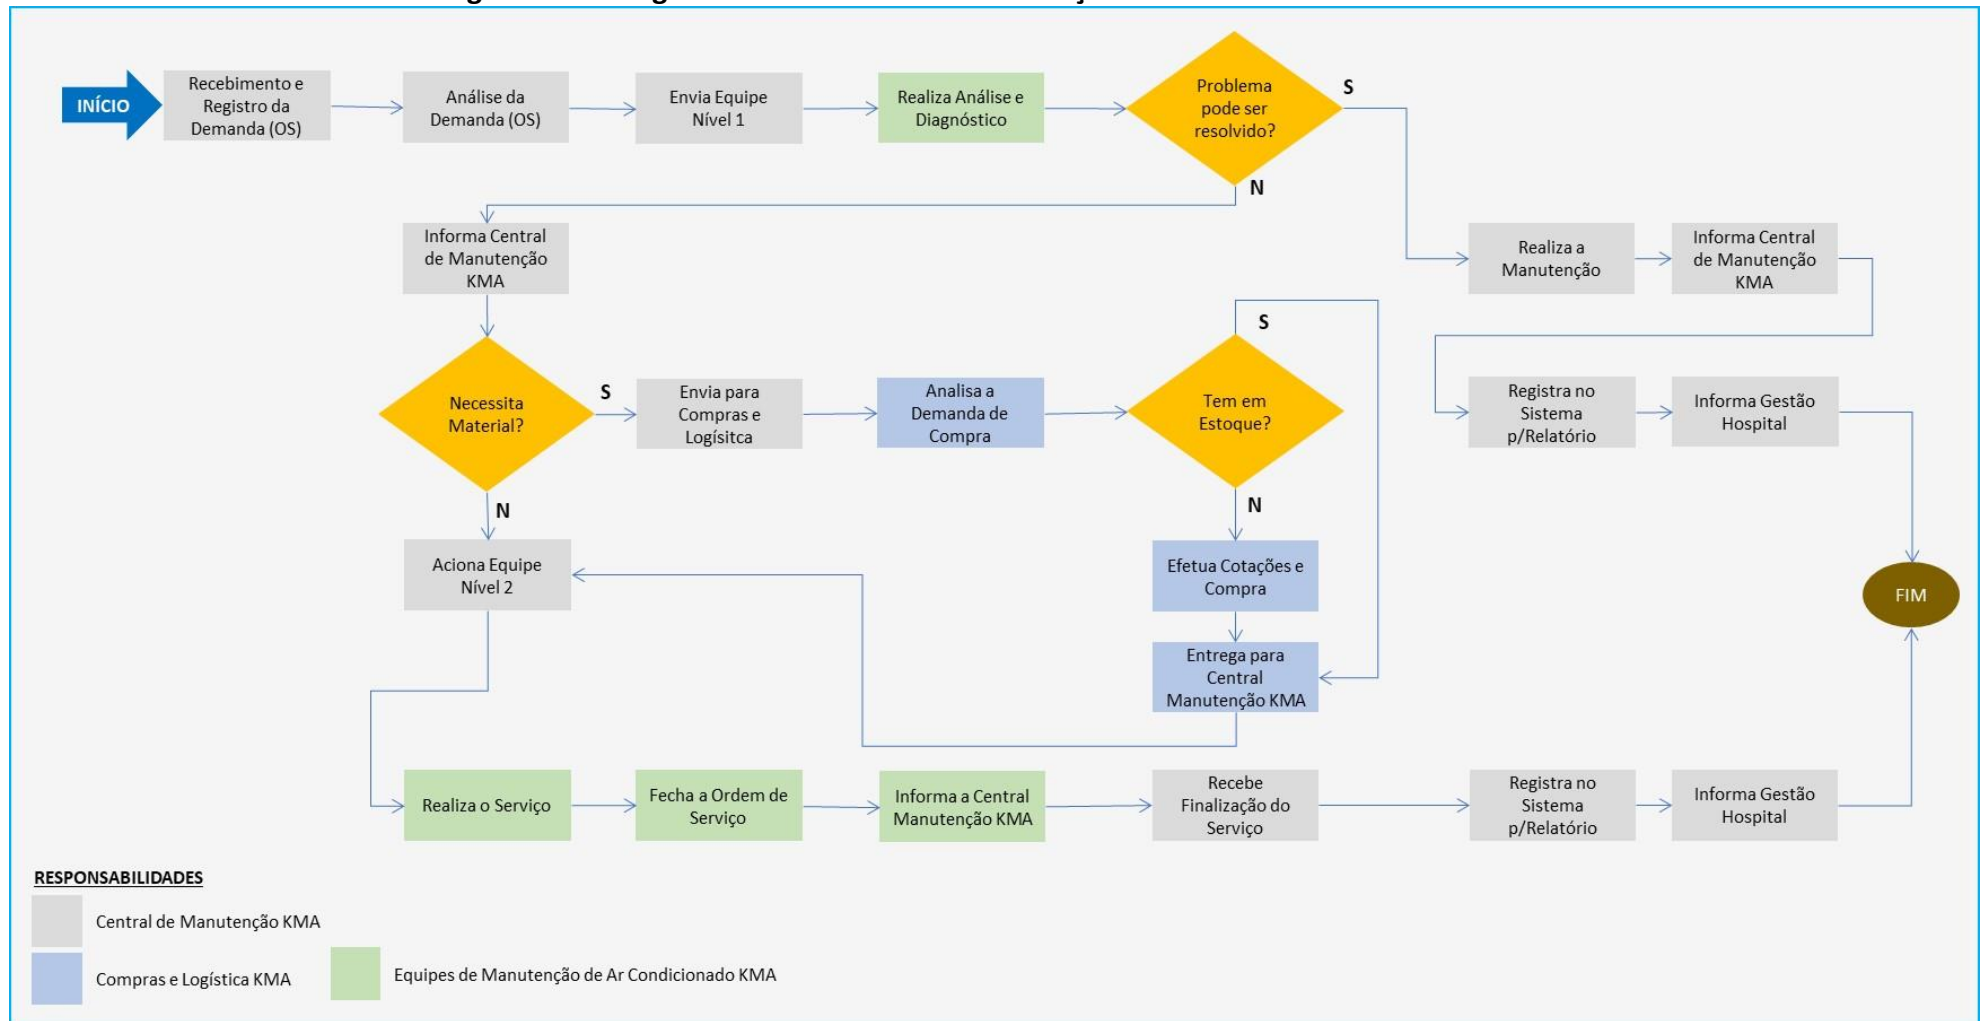 INÍCIO
Recebimento e
Registro da
Demanda (OS)
Análise da
Demanda (OS)
Envia Equipe
Nível 1
Realiza Análise e
Diagnóstico
Problema
pode ser
resolvido?
S
N
Informa Central
de Manutenção
KMA
Realiza a
Manutenção
Informa Central
de Manutenção
KMA
Necessita
Material?
S
N
Envia para
Compras e
Logísitca
Analisa a
Demanda de
Compra
Tem em
Estoque?
S
N
Registra no
Sistema
p/Relatório
Informa Gestão
Hospital
Aciona Equipe
Nível 2
Efetua Cotações e
Compra
FIM
Entrega para
Central
Manutenção KMA
Realiza o Serviço
Fecha a Ordem de
Serviço
Informa a Central
Manutenção KMA
Recebe
Finalização do
Serviço
Registra no
Sistema
p/Relatório
Informa Gestão
Hospital
RESPONSABILIDADES
Central de Manutenção KMA
Compras e Logística KMA
Equipes de Manutenção de Ar Condicionado KMA